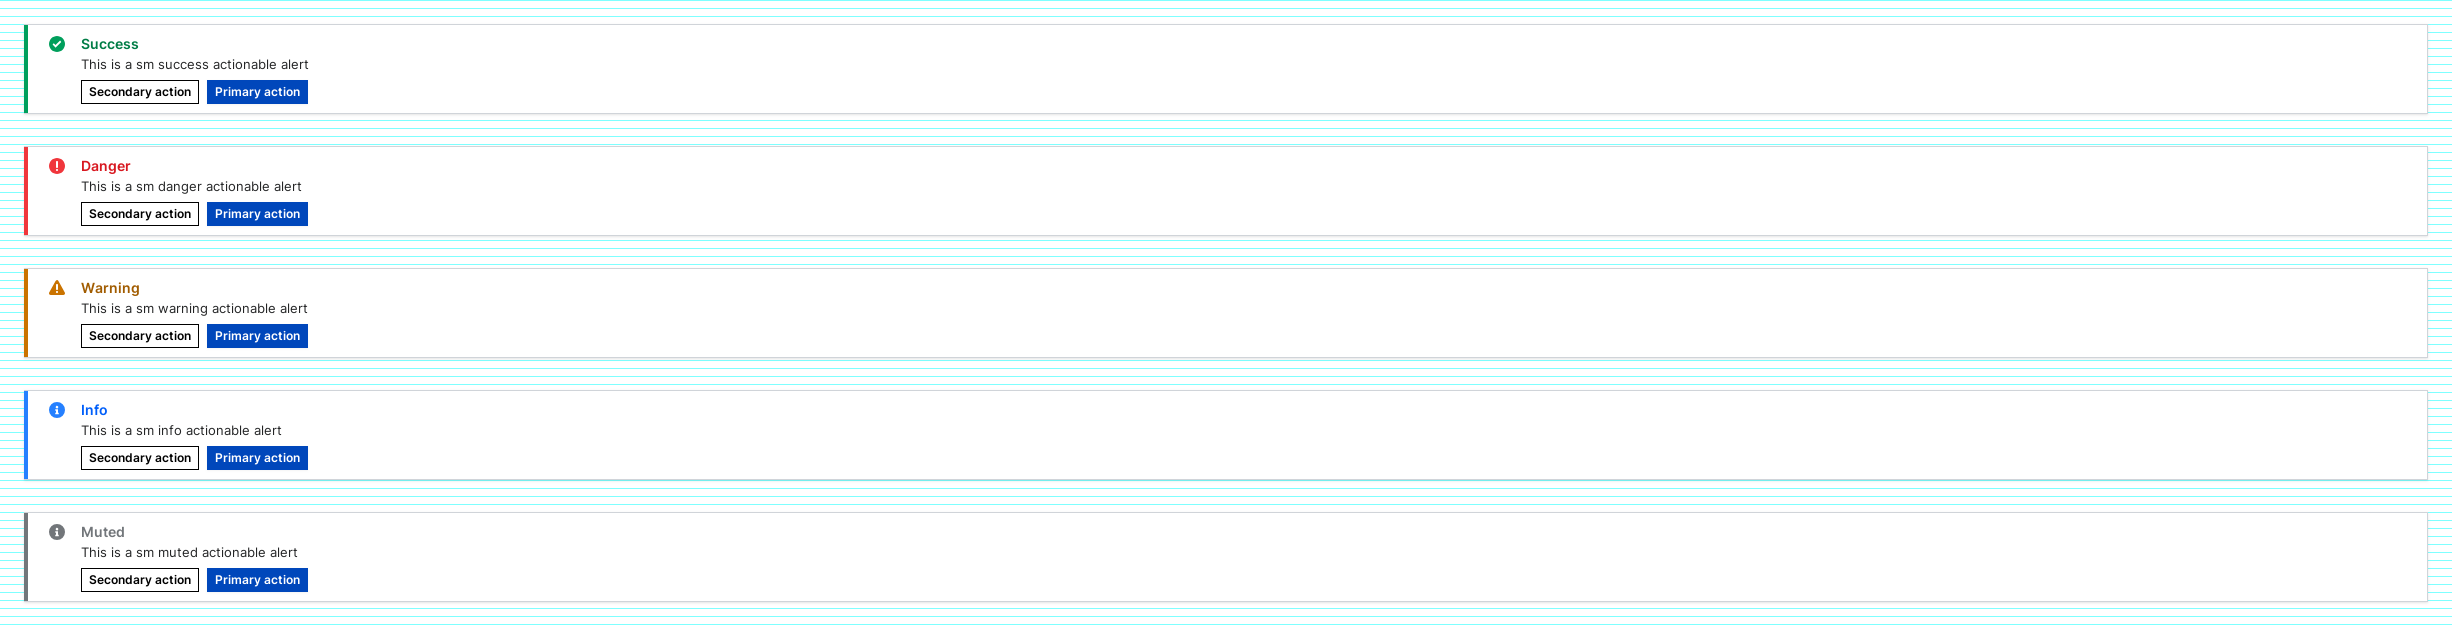 Success
This is a sm success actionable alert
Secondary action Primary action
Danger
This is a sm danger actionable alert
Secondary action Primary action
Warning
This is a sm warning actionable alert
Secondary action Primary action
Info
This is a sm info actionable alert
Secondary action Primary action
Muted
This is a sm muted actionable alert
Secondary action Primary action